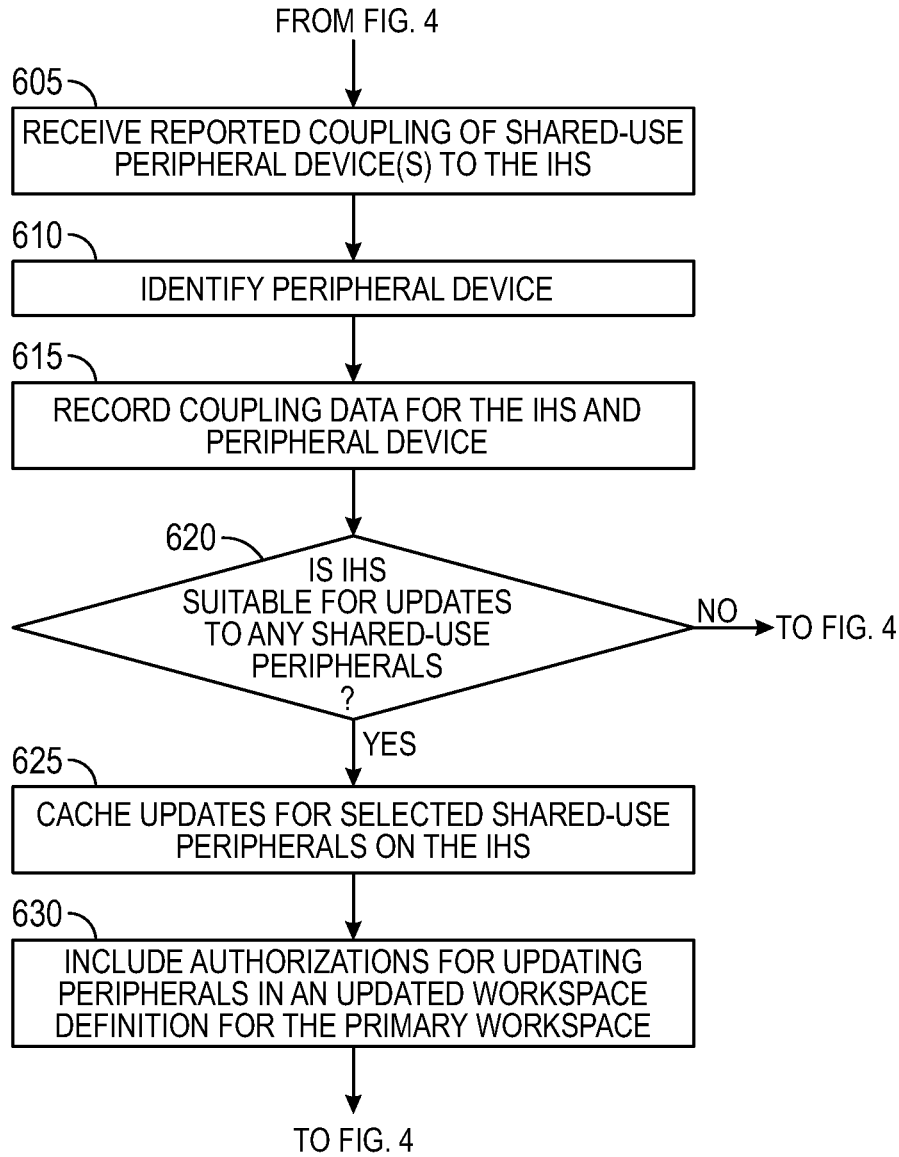 FROM FIG. 4
605
RECEIVE REPORTED COUPLING OF SHARED-USE
PERIPHERAL DEVICE(S) TO THE IHS
610
IDENTIFY PERIPHERAL DEVICE
615
RECORD COUPLING DATA FOR THE IHS AND
PERIPHERAL DEVICE
620
IS IHS
SUITABLE FOR UPDATES
TO ANY SHARED-USE
PERIPHERALS
?
NO
TO FIG. 4
YES
625
CACHE UPDATES FOR SELECTED SHARED-USE
PERIPHERALS ON THE IHS
630
INCLUDE AUTHORIZATIONS FOR UPDATING
PERIPHERALS IN AN UPDATED WORKSPACE
DEFINITION FOR THE PRIMARY WORKSPACE
TO FIG. 4